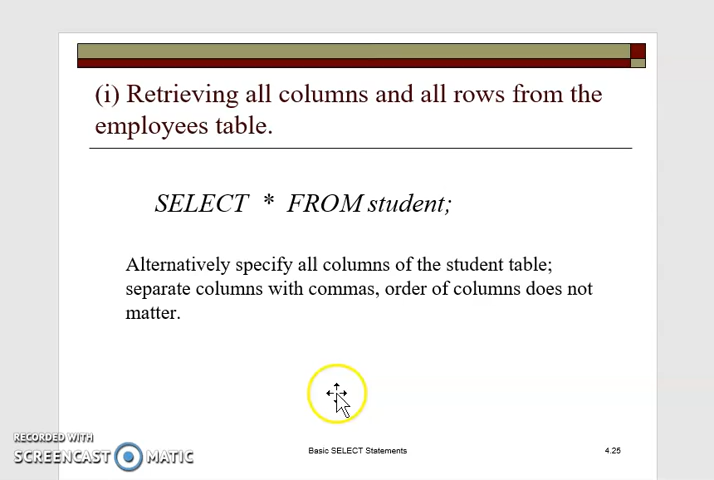 (i) Retrieving all columns and all rows from the
employees table.
SELECT * FROM student;
Alternatively specify all columns of the student table;
separate columns with commas, order of columns does not
matter.
RECORDED WITH
SCREENCAST MATIC
Basic SELECT Statements
4.25